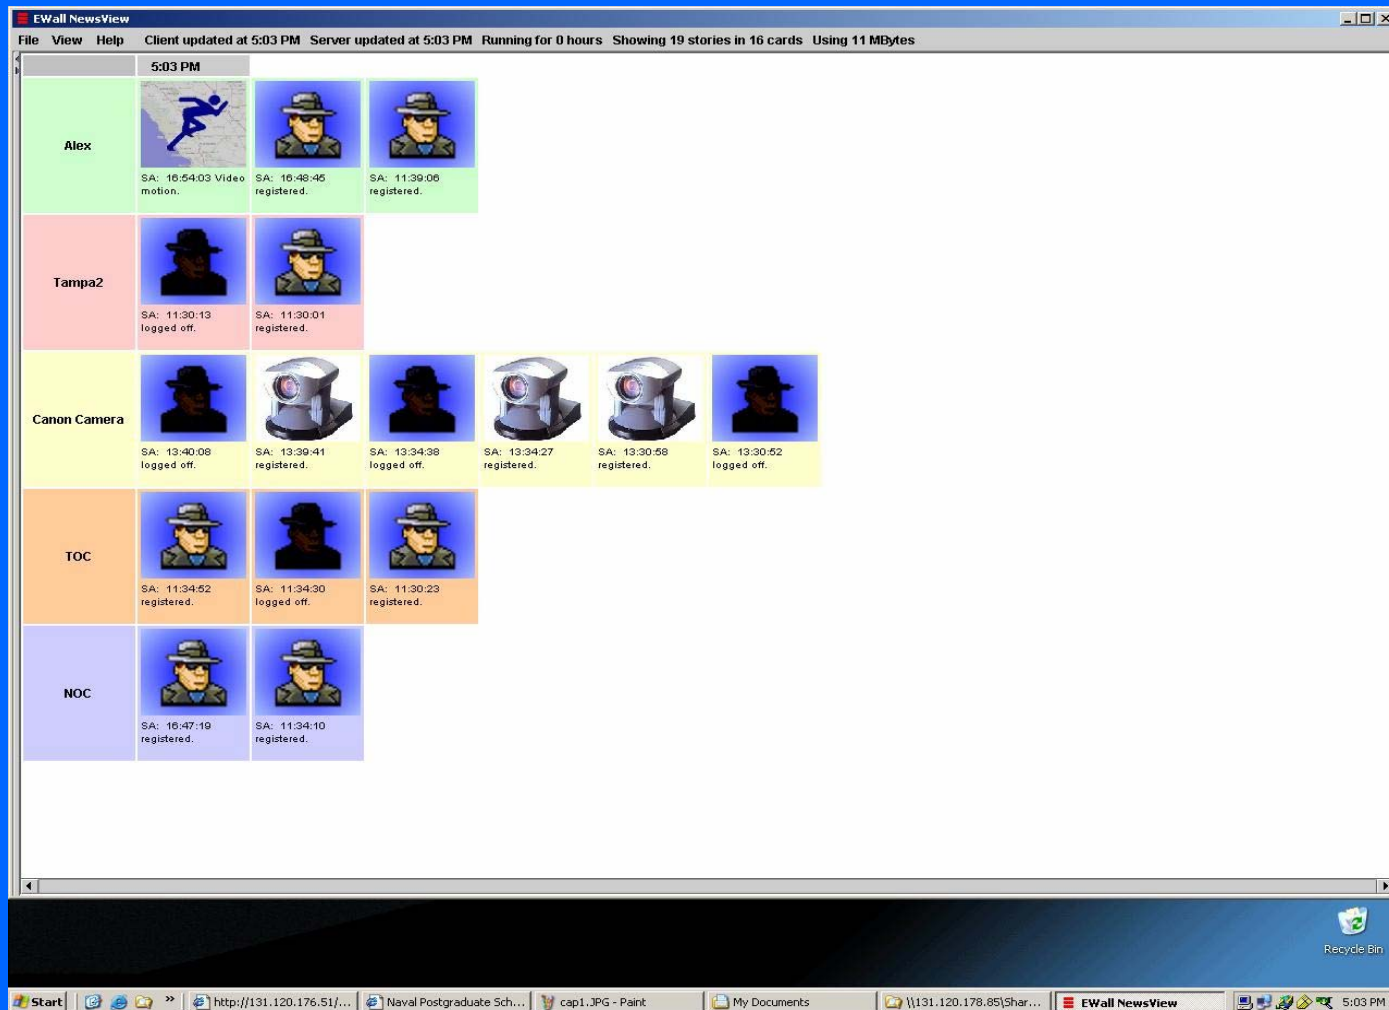 EWall NewsView
File View Help Client updated at 5:03 PM Server updated at 5:03 PM Running for 0 hours Showing 19 stories in 16 cards Using 11 MBytes
5:03 PM
Alex
SA: 16:54:03 Video
motion.
SA: 16:48:45
registered.
SA: 11:39:06
registered.
Tampa2
SA: 11:30:13
logged off.
SA: 11:30:01
registered.
Canon Camera
SA: 13:40:08
logged off.
SA: 13:39:41
registered.
SA: 13:34:38
logged off.
SA: 13:34:27
registered.
SA: 13:30:58
registered.
SA: 13:30:52
logged off.
TOC
SA: 11:34:52
registered.
SA: 11:34:30
logged off.
SA: 11:30:23
registered.
NOC
SA: 16:47:19
registered.
SA: 11:34:10
registered.
Recycle Bin
Start » http://131.120.176.51/... Naval Postgraduate Sch... cap1.JPG - Paint My Documents \\131.120.178.85\Shar... EWall NewsView 5:03 PM